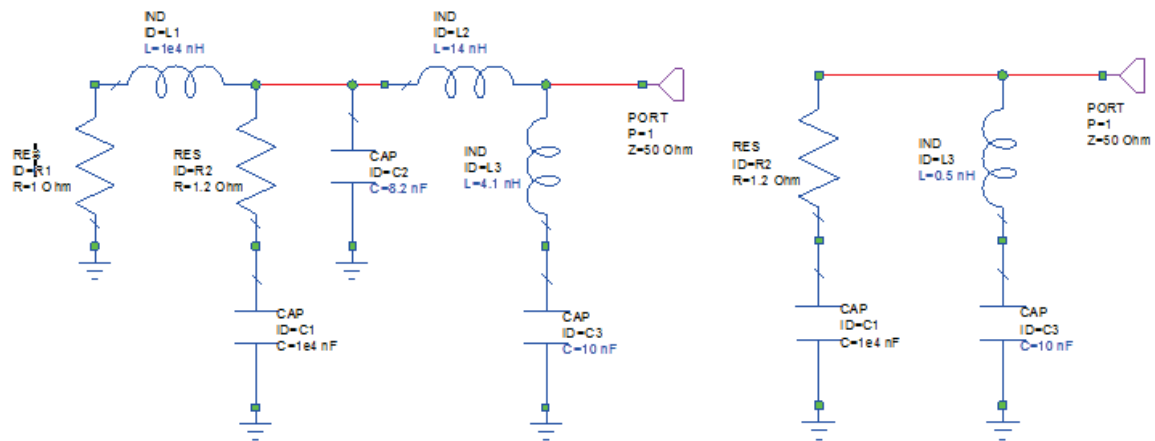 IND
ID=L1
L=1e4 nH
IND
ID=L2
L=14 nH
RES
ID=R1
R=1 Ohm
RES
ID=R2
R=1.2 Ohm
CAP
ID=C2
C=8.2 nF
IND
ID=L3
L=4.1 nH
PORT
P=1
Z=50 Ohm
CAP
ID=C1
C=1e4 nF
CAP
ID=C3
C=10 nF
RES
ID=R2
R=1.2 Ohm
IND
ID=L3
L=0.5 nH
PORT
P=1
Z=50 Ohm
CAP
ID=C1
C=1e4 nF
CAP
ID=C3
C=10 nF